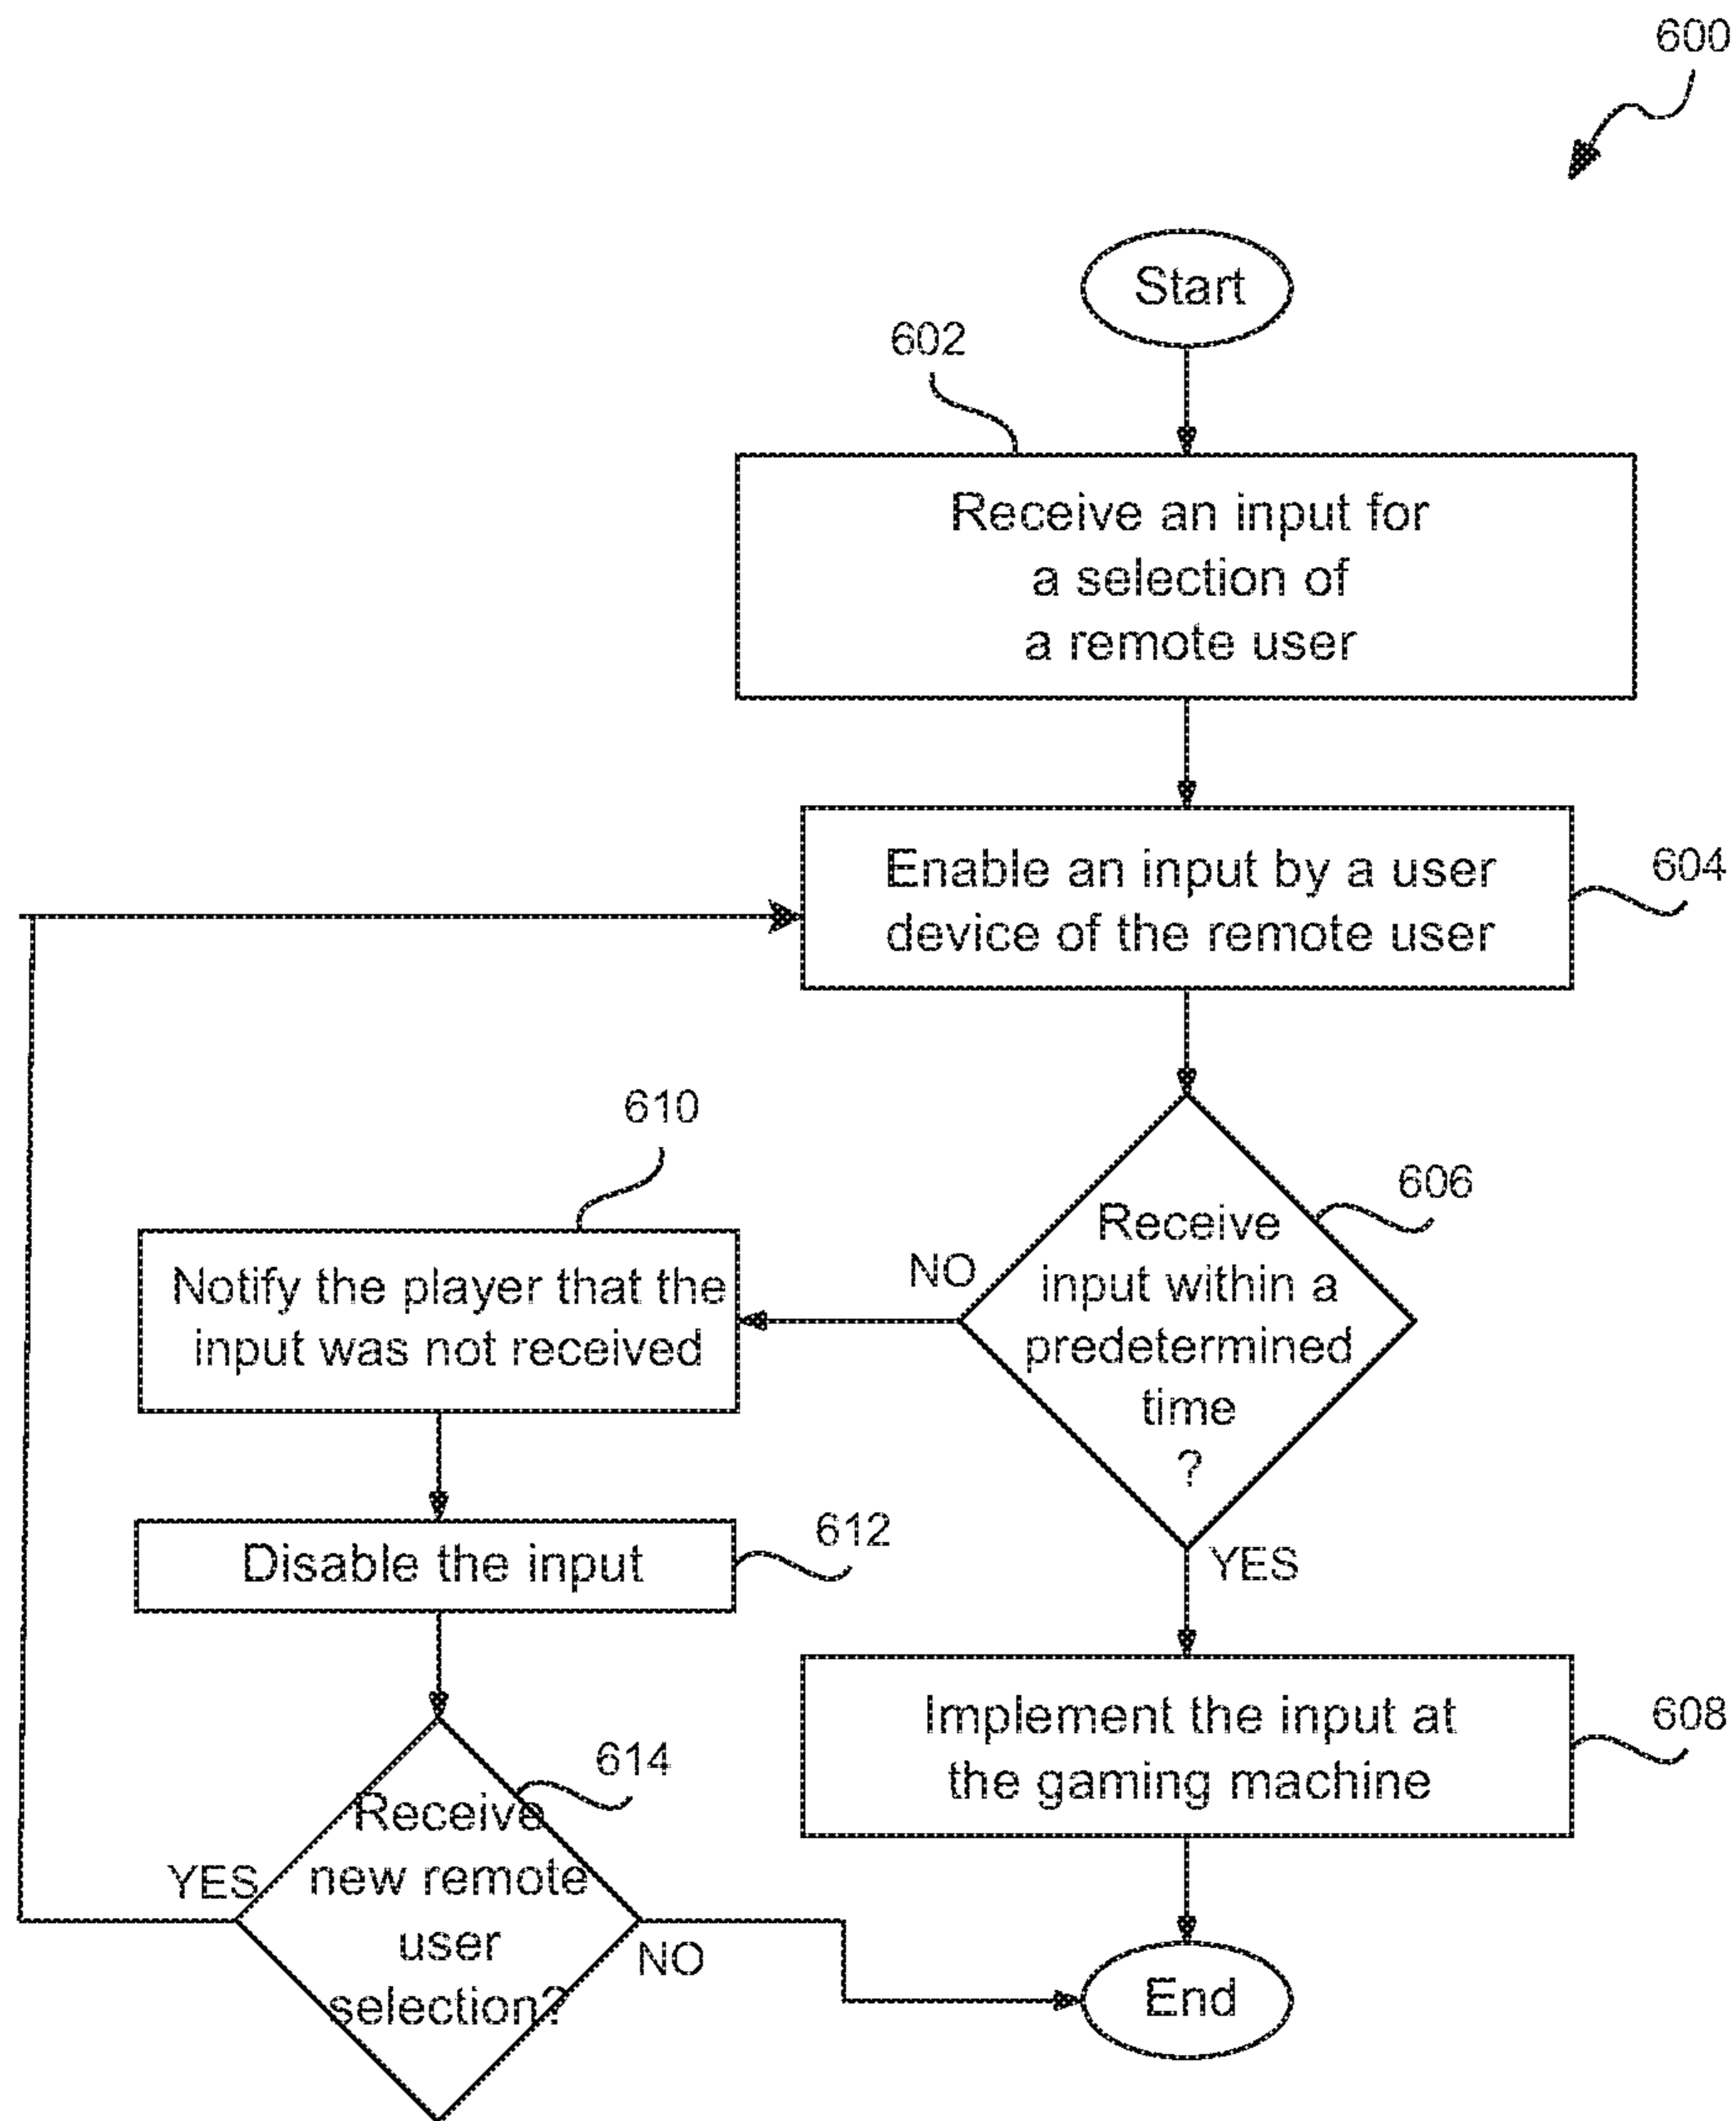 600
Start
602
Receive an input for
a selection of
a remote user
Enable an input by a user
device of the remote user
604
610
606
Receive
input within a
predetermined
time
?
NO
Notify the player that the
input was not received
YES
612
Disable the input
Implement the input at
the gaming machine
608
614
Receive
new remote
user
selection?
YES
NO
End